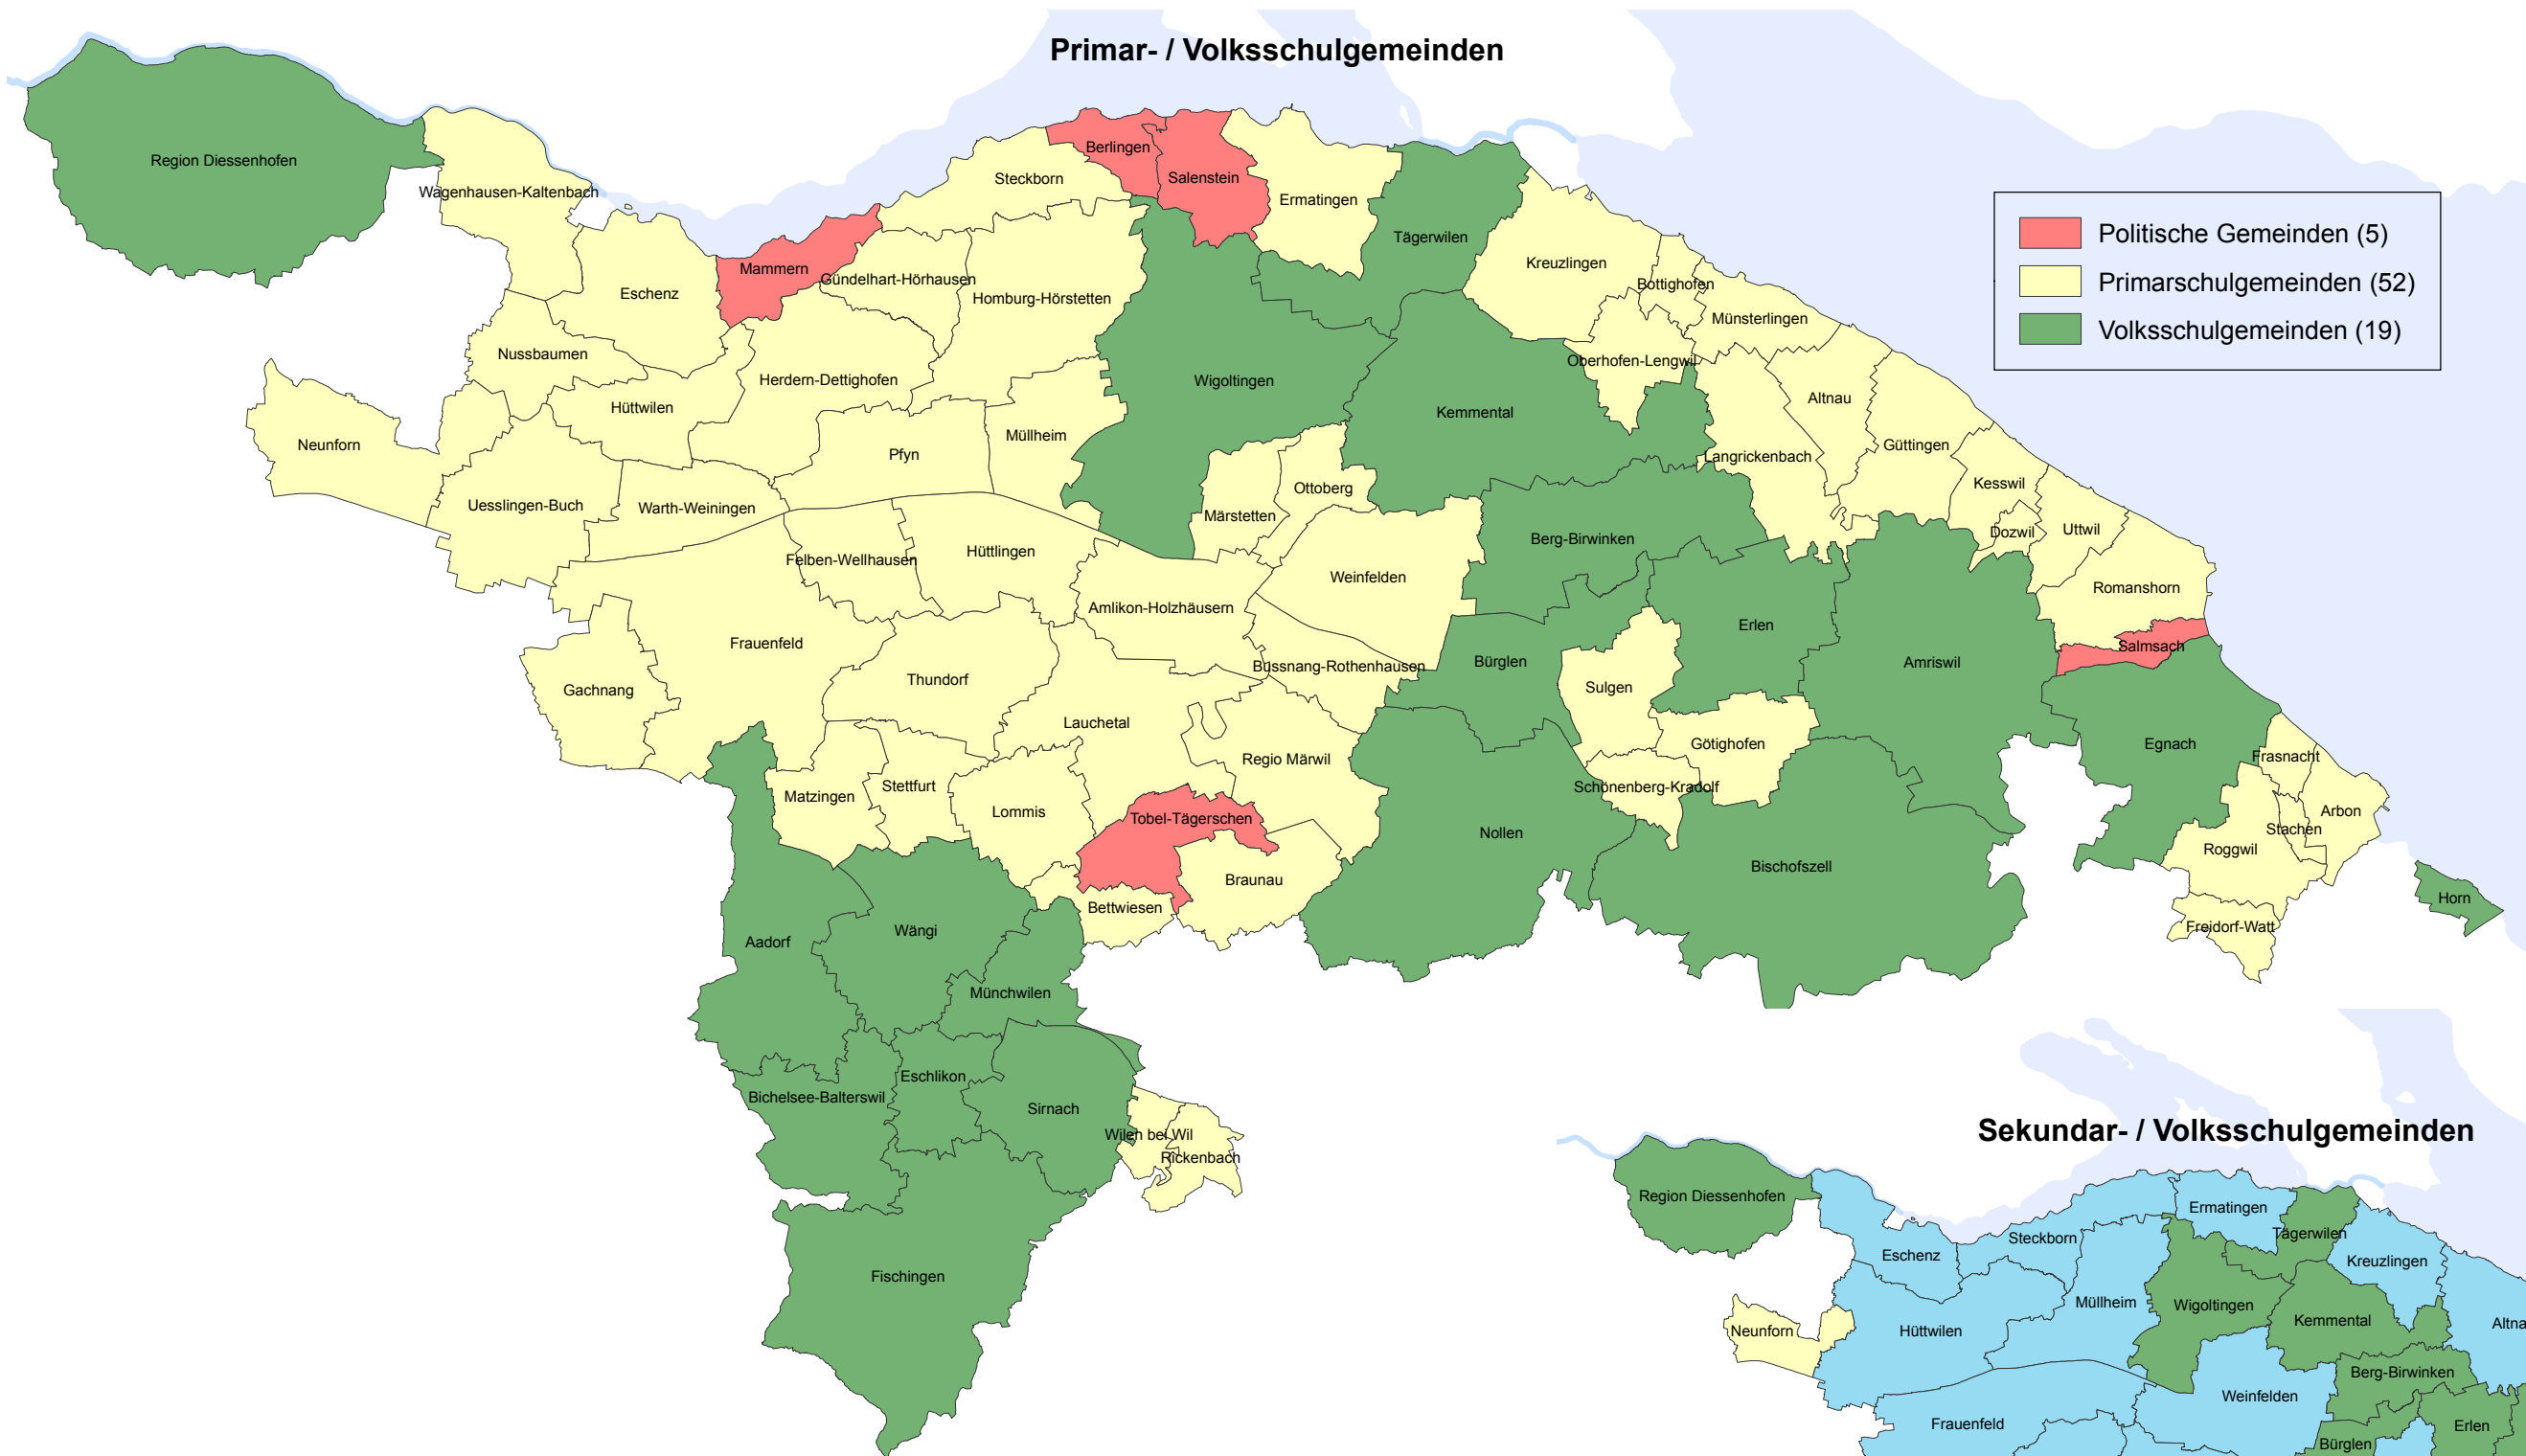 Primar- / Volksschulgemeinden
Region Diessenhofen
Wagenhausen-Kaltenbach
Berlingen
Salenstein
Steckborn
Ermatingen
Tägerwilen
Politische Gemeinden (5)
Primarschulgemeinden (52)
Volksschulgemeinden (19)
Mammern
Gündelhart-Hörhausen
Homburg-Hörstetten
Eschenz
Kreuzlingen
Bottighofen
Münsterlingen
Nussbaumen
Herdern-Dettighofen
Wigoltingen
Oberhofen-Lengwil
Hüttwilen
Kemmental
Altnau
Neunforn
Pfyn
Müllheim
Langrickenbach
Güttingen
Uesslingen-Buch
Warth-Weiningen
Märstetten
Ottoberg
Kesswil
Dozwil
Uttwil
Felben-Wellhausen
Hüttlingen
Berg-Birwinken
Weinfelden
Romanshorn
Amlikon-Holzhäusern
Frauenfeld
Erlen
Salmsach
Gachnang
Thundorf
Bussnang-Rothenhausen
Bürglen
Sulgen
Amriswil
Lauchetal
Regio Märwil
Götighofen
Egnach
Frasnacht
Matzingen
Stettfurt
Lommis
Tobel-Tägerschen
Schönenberg-Kradolf
Nollen
Arbon
Stachen
Roggwil
Braunau
Bischofszell
Bettwiesen
Horn
Freidorf-Watt
Aadorf
Wängi
Münchwilen
Eschlikon
Bichelsee-Balterswil
Sirnach
Wilen bei Wil
Rickenbach
Fischingen
Sekundar- / Volksschulgemeinden
Region Diessenhofen
Ermatingen
Tägerwilen
Steckborn
Eschenz
Kreuzlingen
Müllheim
Wigoltingen
Kemmental
Neunforn
Hüttwilen
Altna
Berg-Birwinken
Weinfelden
Frauenfeld
Erlen
Bürglen